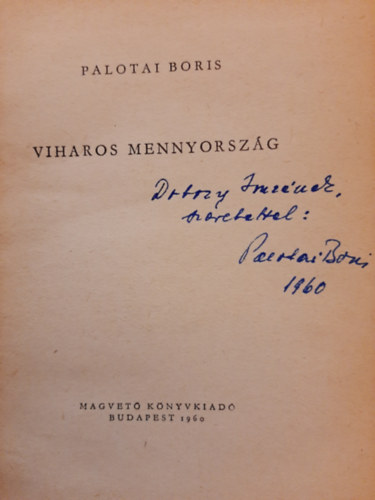 PALOTAI BORIS
VIHAROS MENNYORSZÁG
Dobozy Imrének,
szeretettel:
Palotai Boris
1960
MAGVETŐ KÖNYVKIADÓ
BUDAPEST 1960